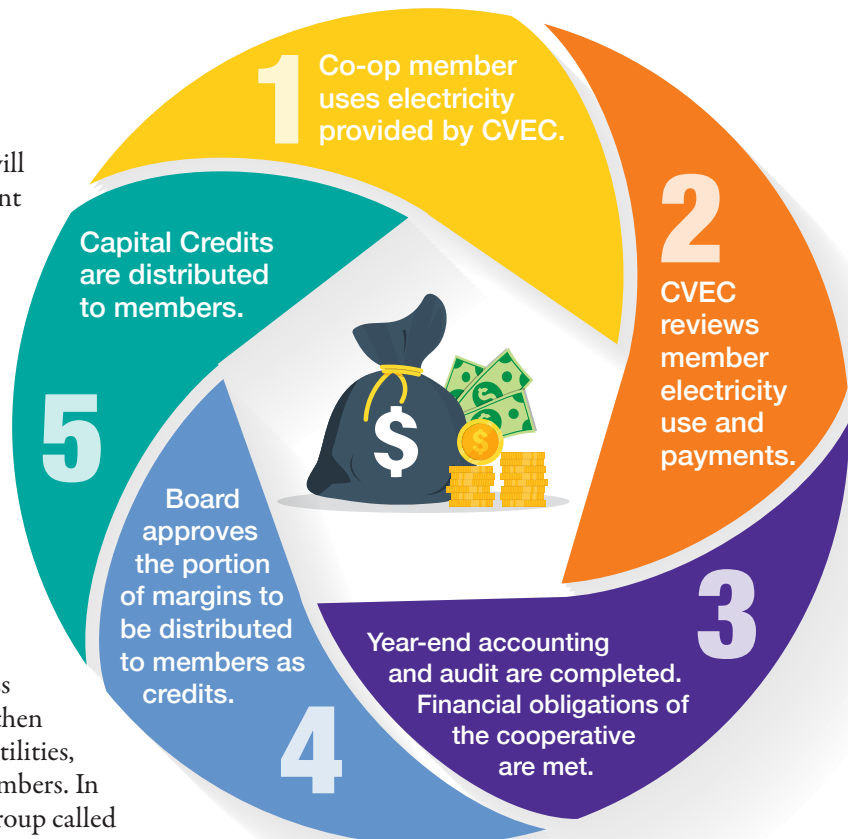 1
Co-op member
uses electricity
provided by CVEC.
2
CVEC
reviews
member
electricity
use and
payments.
3
Year-end accounting
and audit are completed.
Financial obligations of
the cooperative
are met.
4
Board
approves
the portion
of margins to
be distributed
to members as
credits.
5
Capital Credits
are distributed
to members.
$
$
$
then
tilities,
mbers. In
roup called